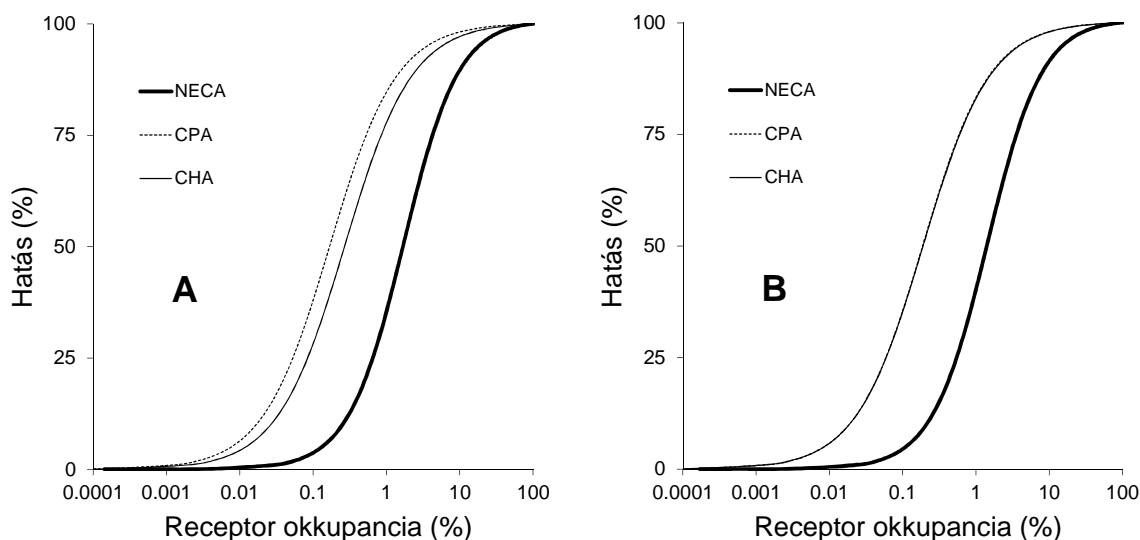 100
75
50
25
0
Hatás (%)
NECA
CPA
CHA
A
0.0001 0.001 0.01 0.1 1 10 100
Receptor okkupancia (%)
100
75
50
25
0
Hatás (%)
NECA
CPA
CHA
B
0.0001 0.001 0.01 0.1 1 10 100
Receptor okkupancia (%)